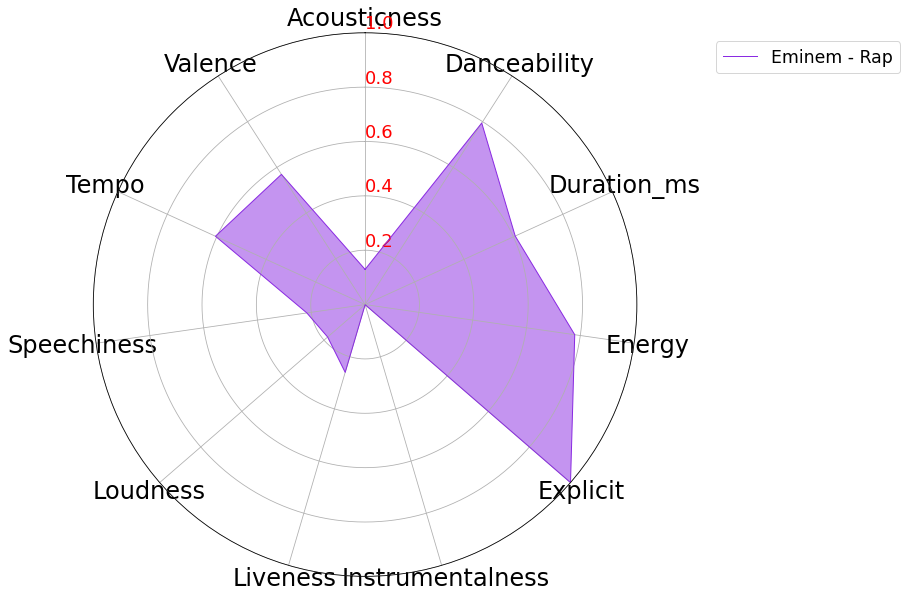 Acousticness
1.0
Valence
Danceability
Eminem - Rap
0.8
0.6
Tempo
0.4
Duration_ms
0.2
Speechiness
Energy
Loudness
Explicit
Liveness
Instrumentalness